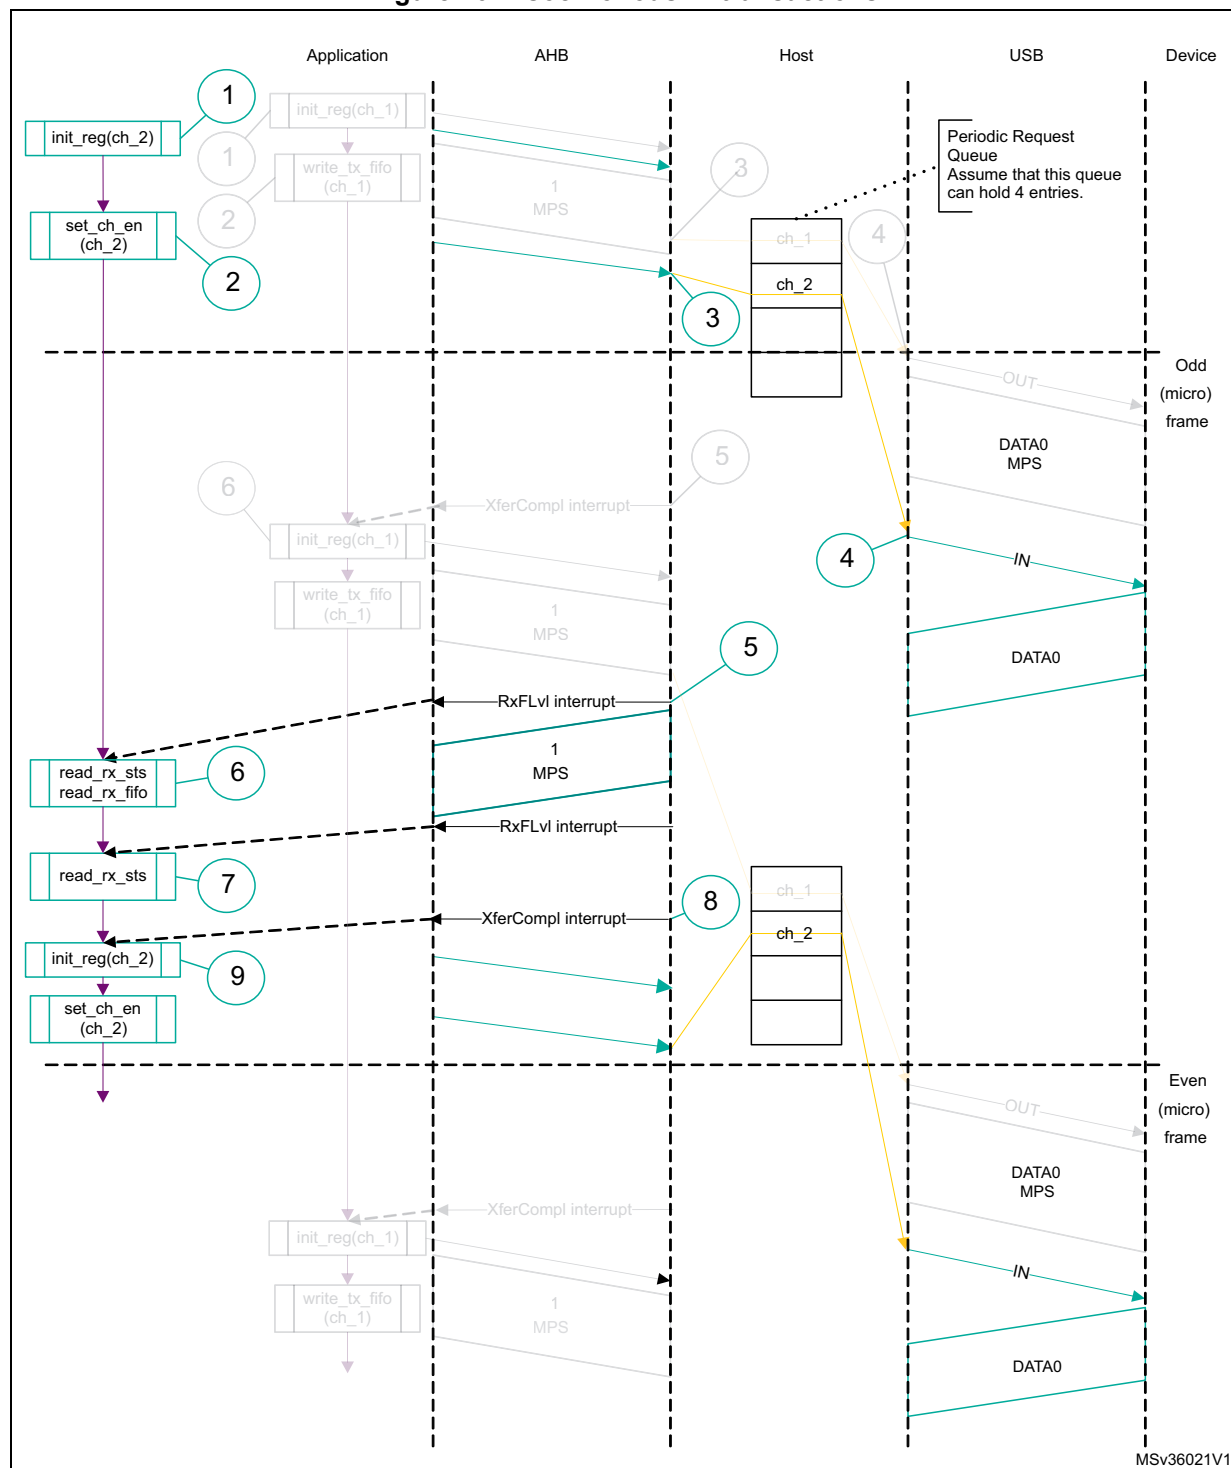 Application
AHB
Host
USB
Device
1
init_reg(ch_2)
init_reg(ch_1)
1
write_tx_fifo
(ch_1)
2
set_ch_en
(ch_2)
2
1
MPS
3
3
Periodic Request
Queue
Assume that this queue
can hold 4 entries.
ch_1
ch_2
4
Odd
(micro)
frame
OUT
DATA0
MPS
5
6
XferCompl interrupt
init_reg(ch_1)
write_tx_fifo
(ch_1)
1
MPS
4
IN
DATA0
5
RxFLvl interrupt
1
MPS
read_rx_sts
read_rx_fifo
6
RxFLvl interrupt
read_rx_sts
7
8
XferCompl interrupt
ch_1
ch_2
init_reg(ch_2)
9
set_ch_en
(ch_2)
Even
(micro)
frame
OUT
DATA0
MPS
XferCompl interrupt
init_reg(ch_1)
write_tx_fifo
(ch_1)
1
MPS
IN
DATA0
MSv36021V1